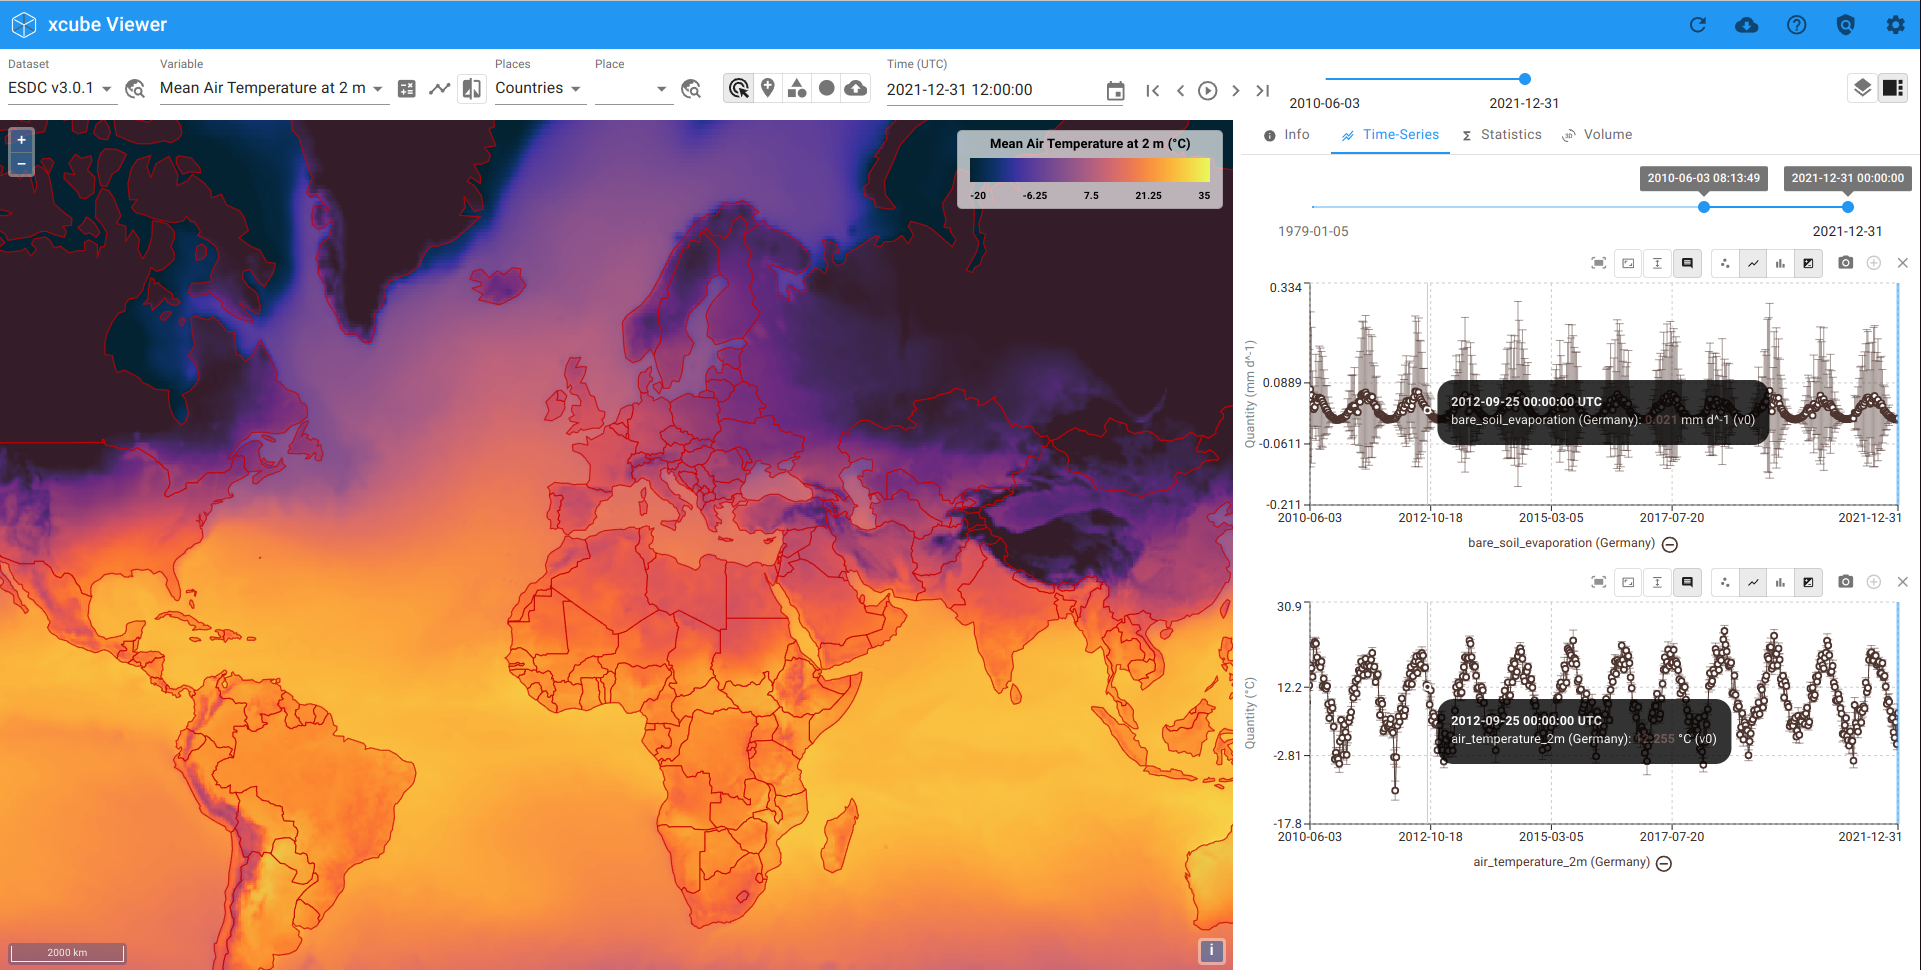 xcube Viewer
Dataset
Variable
Places
Place
Time (UTC)
ESDC v3.0.1
Mean Air Temperature at 2 m
Countries
2021-12-31 12:00:00
2010-06-03
2021-12-31
+
−
Mean Air Temperature at 2 m (°C)
-20
-6.25
7.5
21.25
35
2000 km
i
Info
Time-Series
Statistics
Volume
2010-06-03 08:13:49
2021-12-31 00:00:00
1979-01-05
2021-12-31
Quantity (mm d^-1)
0.334
0.0889
-0.0611
-0.211
2012-09-25 00:00:00 UTC
bare_soil_evaporation (Germany): 0.021 mm d^-1 (v0)
2010-06-03
2012-10-18
2015-03-05
2017-07-20
2021-12-31
bare_soil_evaporation (Germany)
Quantity (°C)
30.9
12.2
-2.81
-17.8
2012-09-25 00:00:00 UTC
air_temperature_2m (Germany): 12.255 °C (v0)
2010-06-03
2012-10-18
2015-03-05
2017-07-20
2021-12-31
air_temperature_2m (Germany)